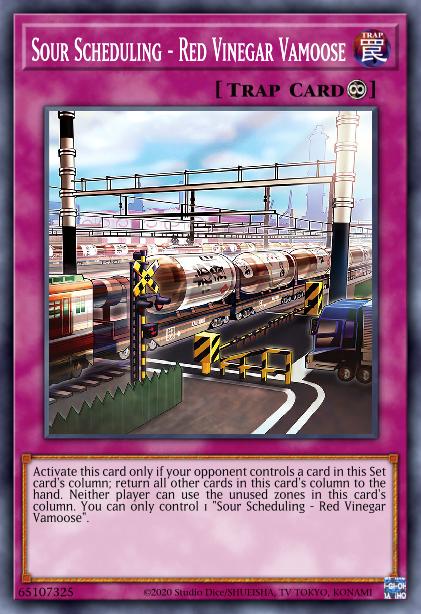 SOUR SCHEDULING - RED VINEGAR VAMOOSE
TRAP
罠
[TRAP CARD∞]
Activate this card only if your opponent controls a card in this Set
card's column; return all other cards in this card's column to the
hand. Neither player can use the unused zones in this card's
column. You can only control 1 "Sour Scheduling - Red Vinegar
Vamoose".
65107325
©2020 Studio Dice/SHUEISHA, TV TOKYO, KONAMI